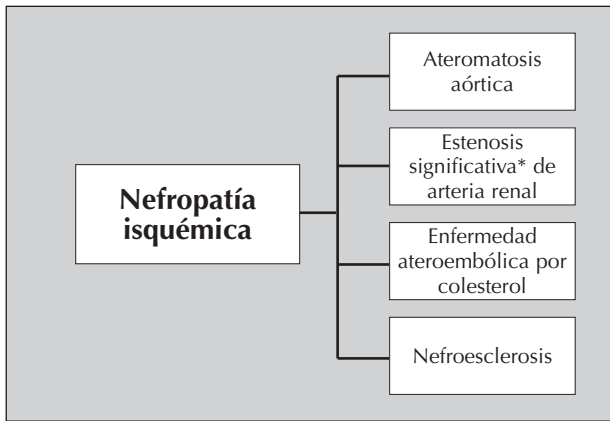 Nefropatía
isquémica
Ateromatosis
aórtica
Estenosis
significativa* de
arteria renal
Enfermedad
ateroembólica por
colesterol
Nefroesclerosis